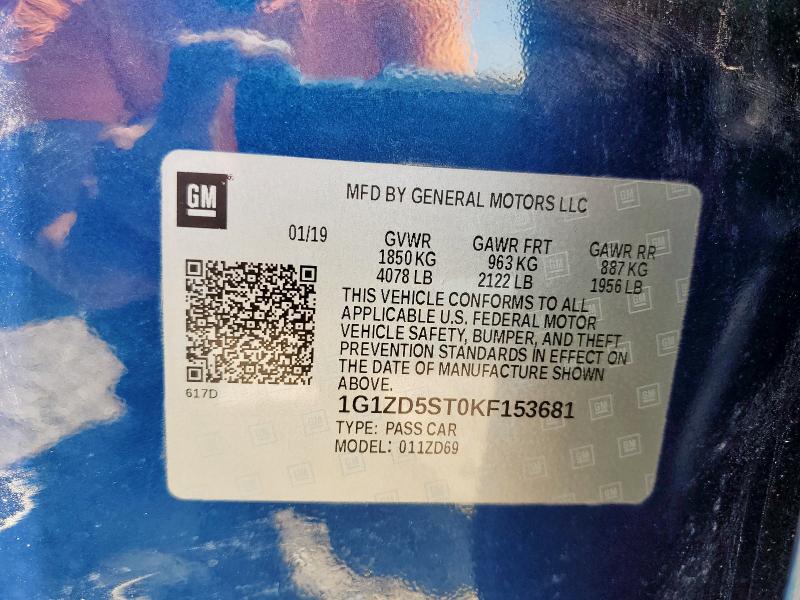 GM
MFD BY GENERAL MOTORS LLC
01/19
GVWR GAWR FRT GAWR RR
1850 KG 963 KG 887 KG
4078 LB 2122 LB 1956 LB
THIS VEHICLE CONFORMS TO ALL
APPLICABLE U.S. FEDERAL MOTOR
VEHICLE SAFETY, BUMPER, AND THEFT
PREVENTION STANDARDS IN EFFECT ON
THE DATE OF MANUFACTURE SHOWN
ABOVE.
617D
1G1ZD5ST0KF153681
TYPE: PASS CAR
MODEL: 011ZD69